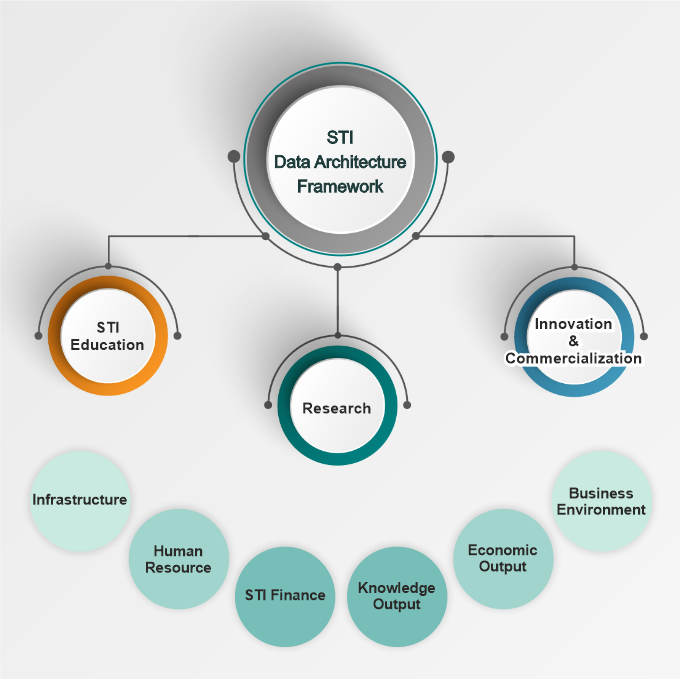 STI
Data Architecture
Framework
STI
Education
Research
Innovation
&
Commercialization
Infrastructure
Human
Resource
STI Finance
Knowledge
Output
Economic
Output
Business
Environment